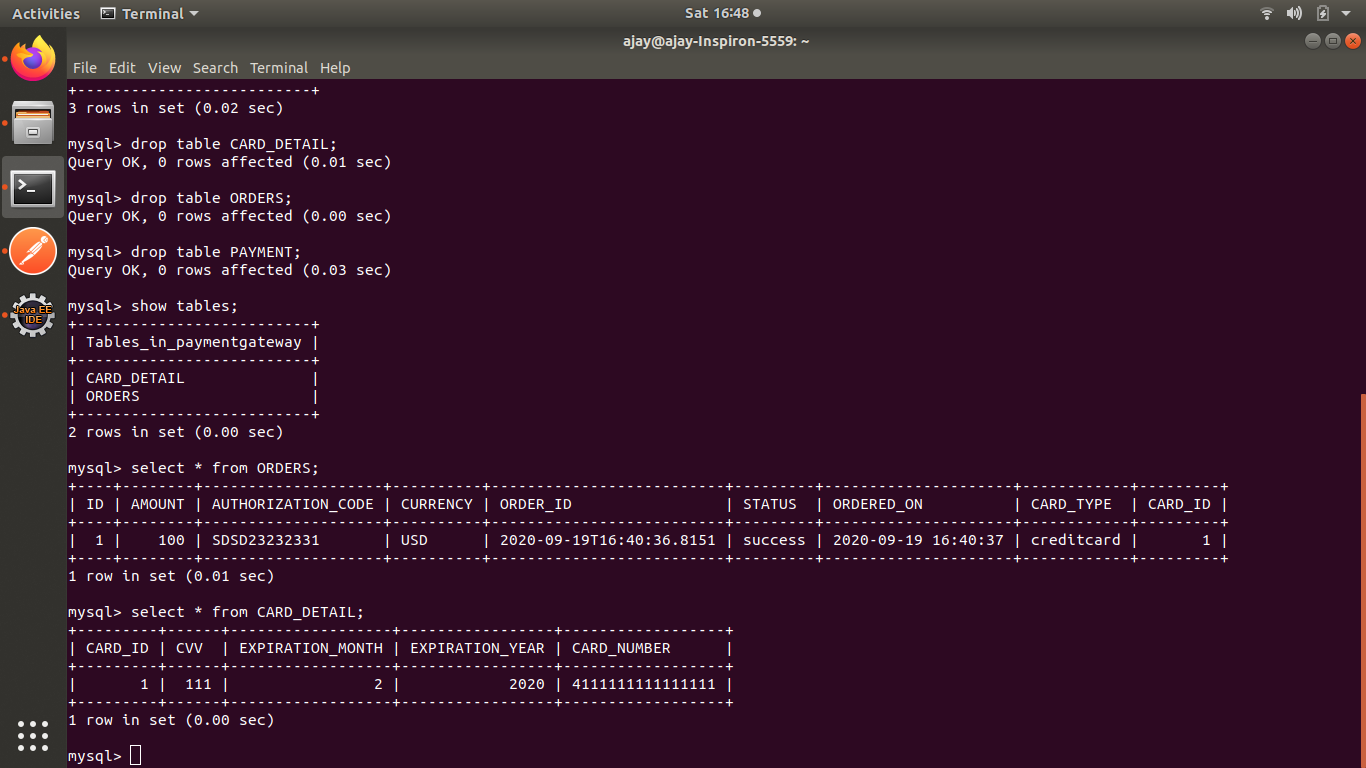 Activities Terminal Sat 16:48
ajay@ajay-Inspiron-5559: ~
File Edit View Search Terminal Help
+--------------------------+
3 rows in set (0.02 sec)
mysql> drop table CARD_DETAIL;
Query OK, 0 rows affected (0.01 sec)
mysql> drop table ORDERS;
Query OK, 0 rows affected (0.00 sec)
mysql> drop table PAYMENT;
Query OK, 0 rows affected (0.03 sec)
mysql> show tables;
+--------------------------+
| Tables_in_paymentgateway |
+--------------------------+
| CARD_DETAIL              |
| ORDERS                   |
+--------------------------+
2 rows in set (0.00 sec)
mysql> select * from ORDERS;
+----+--------+--------------------+----------+--------------------------+---------+---------------------+------------+---------+
| ID | AMOUNT | AUTHORIZATION_CODE | CURRENCY | ORDER_ID                 | STATUS  | ORDERED_ON          | CARD_TYPE  | CARD_ID |
+----+--------+--------------------+----------+--------------------------+---------+---------------------+------------+---------+
|  1 |    100 | SDSD23232331       | USD      | 2020-09-19T16:40:36.8151 | success | 2020-09-19 16:40:37 | creditcard |       1 |
+----+--------+--------------------+----------+--------------------------+---------+---------------------+------------+---------+
1 row in set (0.01 sec)
mysql> select * from CARD_DETAIL;
+---------+------+------------------+-----------------+------------------+
| CARD_ID | CVV  | EXPIRATION_MONTH | EXPIRATION_YEAR | CARD_NUMBER      |
+---------+------+------------------+-----------------+------------------+
|       1 |  111 |                2 |            2020 | 4111111111111111 |
+---------+------+------------------+-----------------+------------------+
1 row in set (0.00 sec)
mysql>
Java EE
IDE